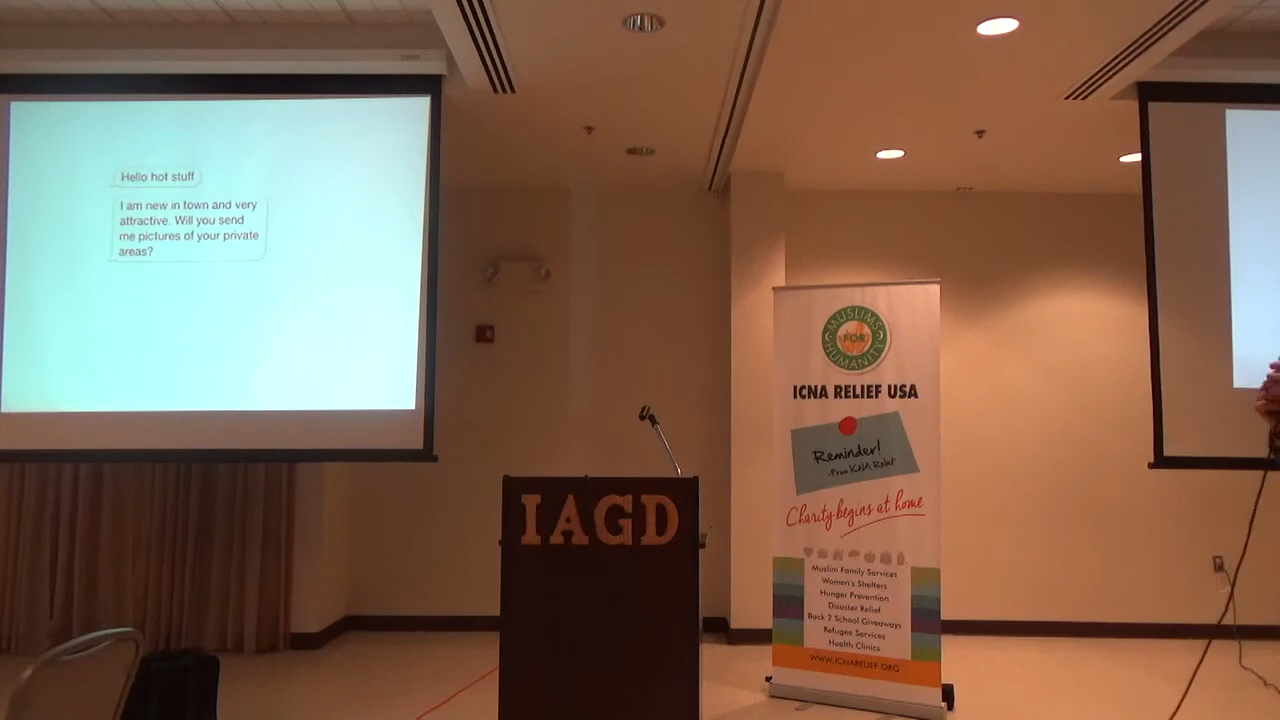 Hello hot stuff
I am new in town and very
attractive. Will you send
me pictures of your private
areas?
IAGD
MUSLIMS
FOR
HUMANITY
ICNA RELIEF USA
Reminder!
-From ICNA Relief
Charity begins at home
Muslim Family Services
Women's Shelters
Hunger Prevention
Disaster Relief
Back 2 School Giveaways
Refugee Services
Health Clinics
WWW.ICNARELIEF.ORG